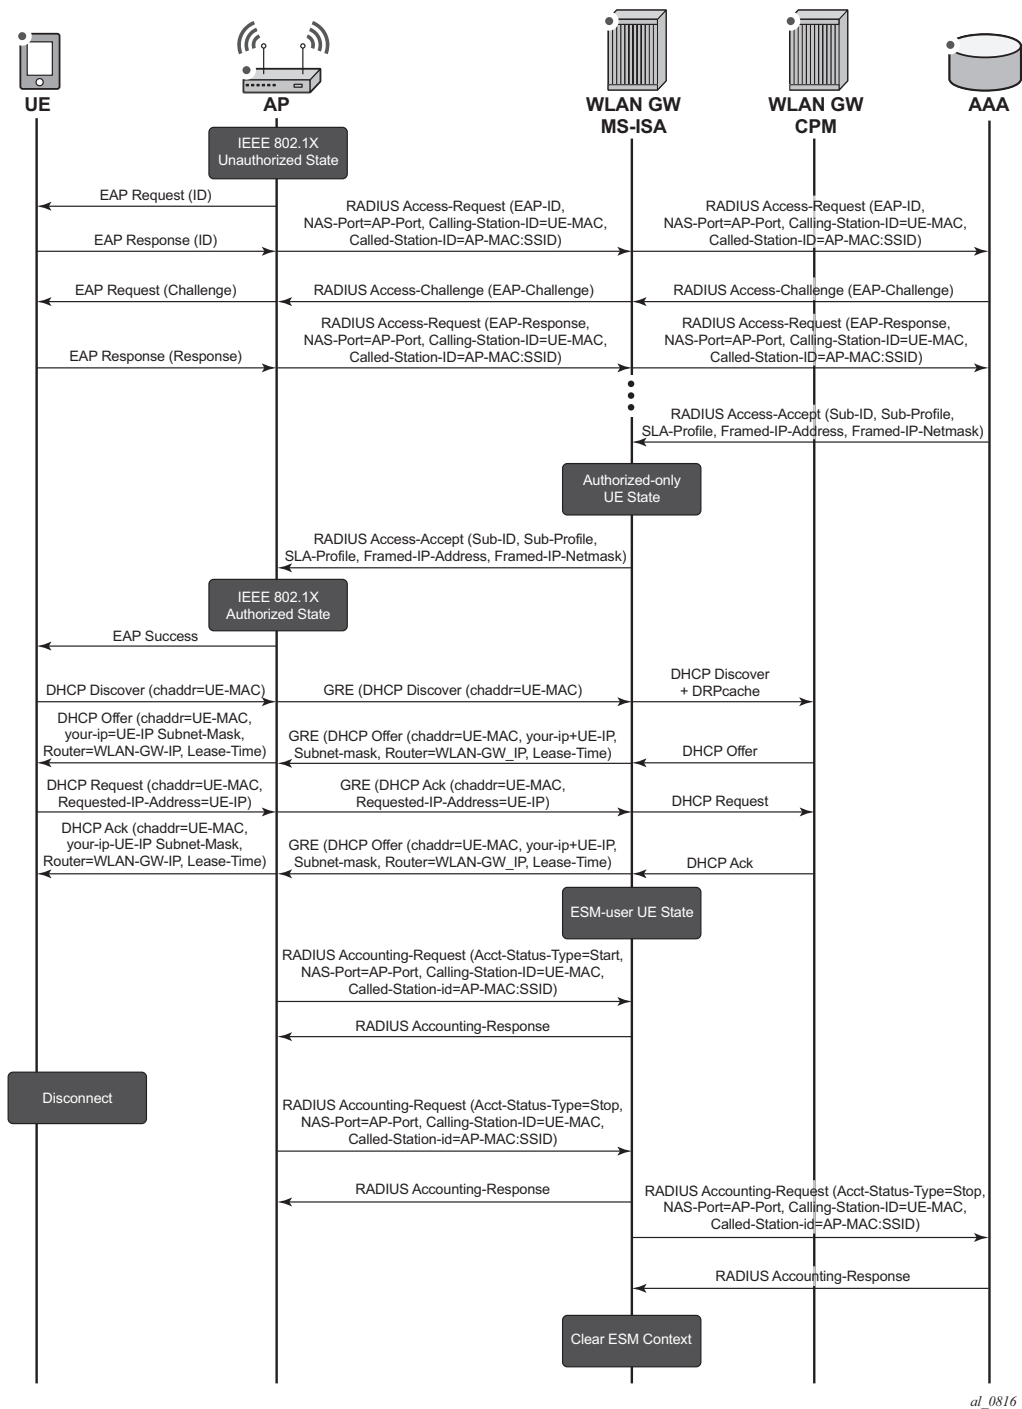 UE
AP
WLAN GW
MS-ISA
WLAN GW
CPM
AAA
IEEE 802.1X
Unauthorized State
EAP Request (ID)
RADIUS Access-Request (EAP-ID,
NAS-Port=AP-Port, Calling-Station-ID=UE-MAC,
Called-Station-ID=AP-MAC:SSID)
RADIUS Access-Request (EAP-ID,
NAS-Port=AP-Port, Calling-Station-ID=UE-MAC,
Called-Station-ID=AP-MAC:SSID)
EAP Response (ID)
EAP Request (Challenge)
RADIUS Access-Challenge (EAP-Challenge)
RADIUS Access-Challenge (EAP-Challenge)
RADIUS Access-Request (EAP-Response,
NAS-Port=AP-Port, Calling-Station-ID=UE-MAC,
Called-Station-ID=AP-MAC:SSID)
RADIUS Access-Request (EAP-Response,
NAS-Port=AP-Port, Calling-Station-ID=UE-MAC,
Called-Station-ID=AP-MAC:SSID)
EAP Response (Response)
RADIUS Access-Accept (Sub-ID, Sub-Profile,
SLA-Profile, Framed-IP-Address, Framed-IP-Netmask)
Authorized-only
UE State
RADIUS Access-Accept (Sub-ID, Sub-Profile,
SLA-Profile, Framed-IP-Address, Framed-IP-Netmask)
IEEE 802.1X
Authorized State
EAP Success
DHCP Discover (chaddr=UE-MAC)
GRE (DHCP Discover (chaddr=UE-MAC)
DHCP Discover
+ DRPcache
DHCP Offer (chaddr=UE-MAC,
your-ip=UE-IP Subnet-Mask,
Router=WLAN-GW-IP, Lease-Time)
GRE (DHCP Offer (chaddr=UE-MAC, your-ip+UE-IP,
Subnet-mask, Router=WLAN-GW_IP, Lease-Time)
DHCP Offer
DHCP Request (chaddr=UE-MAC,
Requested-IP-Address=UE-IP)
GRE (DHCP Ack (chaddr=UE-MAC,
Requested-IP-Address=UE-IP)
DHCP Request
DHCP Ack (chaddr=UE-MAC,
your-ip-UE-IP Subnet-Mask,
Router=WLAN-GW-IP, Lease-Time)
GRE (DHCP Offer (chaddr=UE-MAC, your-ip+UE-IP,
Subnet-mask, Router=WLAN-GW_IP, Lease-Time)
DHCP Ack
ESM-user UE State
RADIUS Accounting-Request (Acct-Status-Type=Start,
NAS-Port=AP-Port, Calling-Station-ID=UE-MAC,
Called-Station-id=AP-MAC:SSID)
RADIUS Accounting-Response
Disconnect
RADIUS Accounting-Request (Acct-Status-Type=Stop,
NAS-Port=AP-Port, Calling-Station-ID=UE-MAC,
Called-Station-id=AP-MAC:SSID)
RADIUS Accounting-Response
RADIUS Accounting-Request (Acct-Status-Type=Stop,
NAS-Port=AP-Port, Calling-Station-ID=UE-MAC,
Called-Station-id=AP-MAC:SSID)
RADIUS Accounting-Response
Clear ESM Context
al_0816